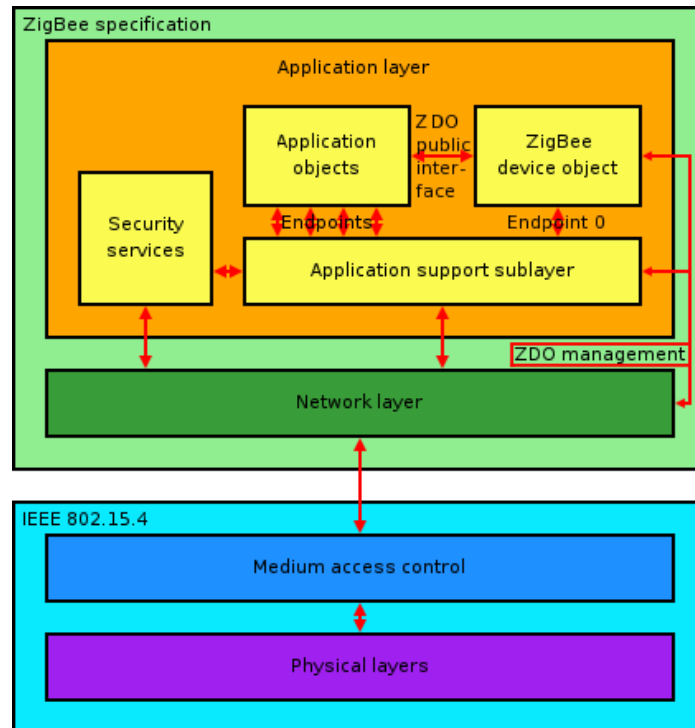 ZigBee specification
Application layer
Application
objects
ZDO
public
inter-
face
ZigBee
device object
Security
services
Endpoints
Endpoint 0
Application support sublayer
ZDO management
Network layer
IEEE 802.15.4
Medium access control
Physical layers